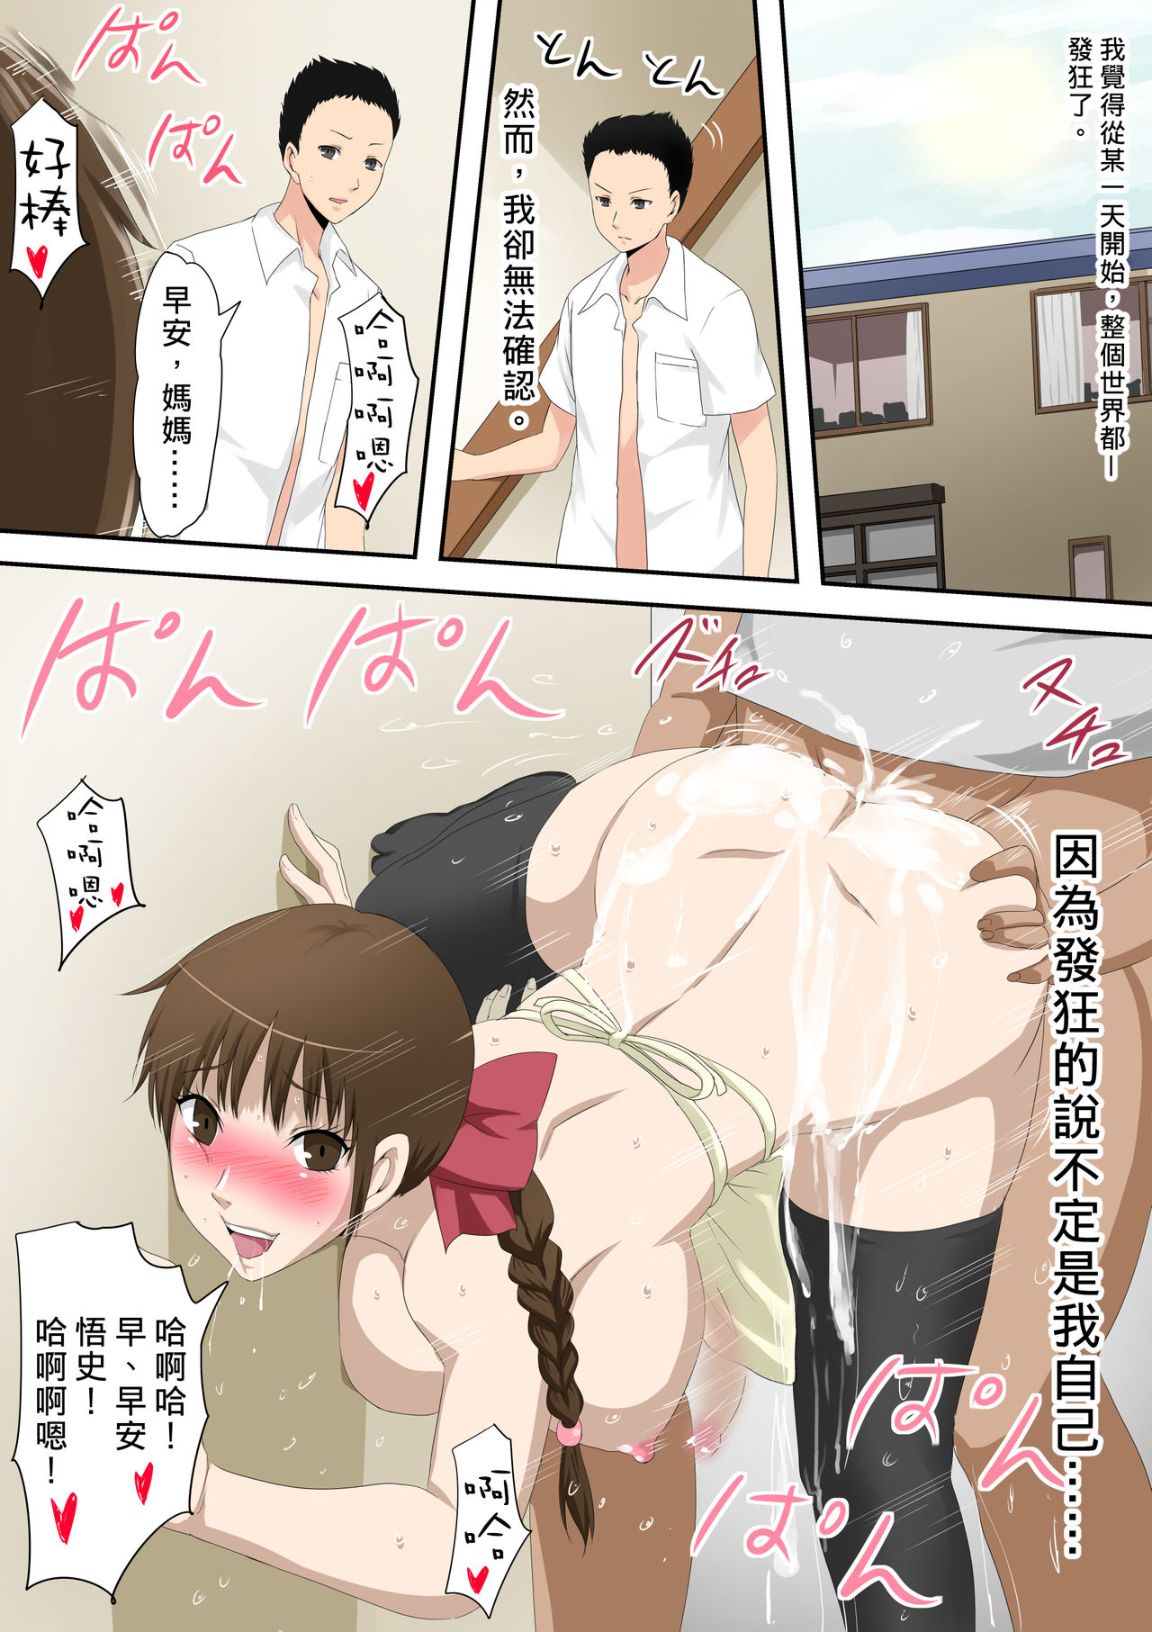 我覺得從某一天開始，整個世界都—
發狂了。
とん とん
然而，我卻無法確認。
ぱん
ぱん
哈啊啊嗯
早安，媽媽……
好棒
ぱん ぱん
ズチュ
ヌチュ
因為發狂的說不定是我自己……
哈啊嗯
哈啊哈！
早、早安
悟史！
哈啊啊嗯！
啊哈
ぱん
ぱん